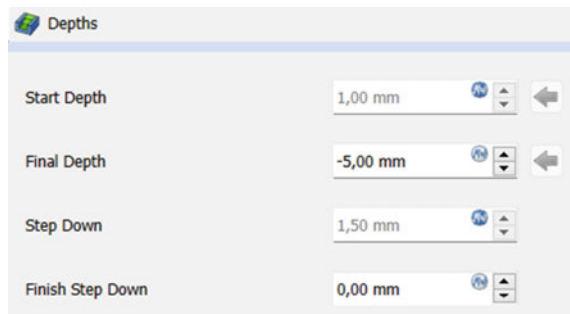 Depths
Start Depth 1,00 mm
Final Depth -5,00 mm
Step Down 1,50 mm
Finish Step Down 0,00 mm